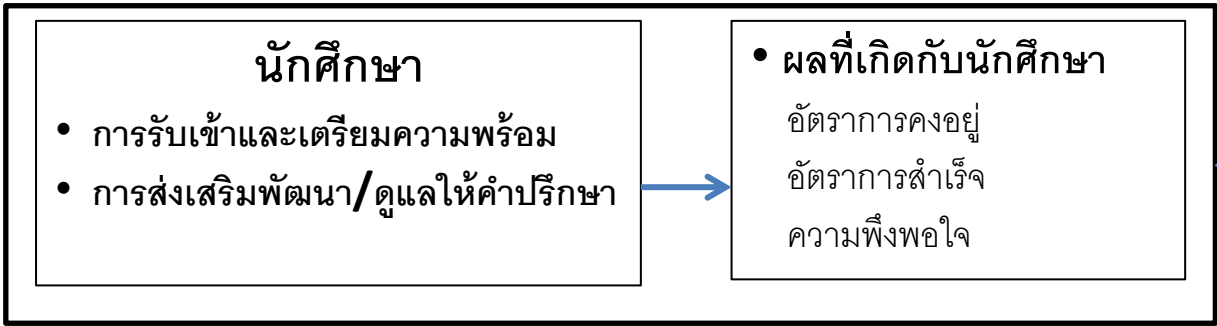 นักศึกษา
• การรับเข้าและเตรียมความพร้อม
• การส่งเสริมพัฒนา/ดูแลให้คำปรึกษา
• ผลที่เกิดกับนักศึกษา
อัตราการคงอยู่
อัตราการสำเร็จ
ความพึงพอใจ